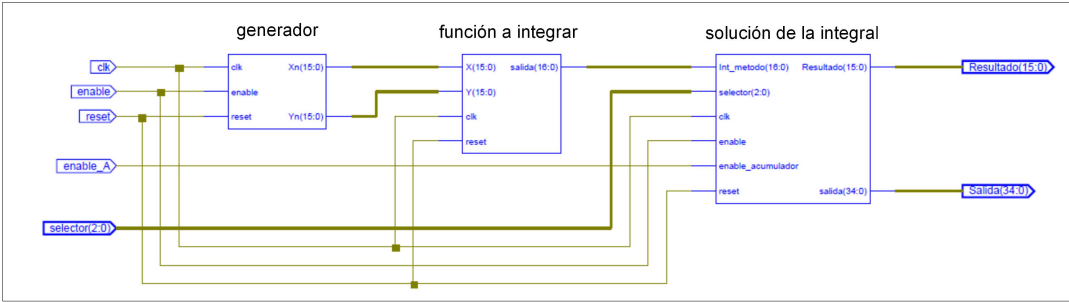 generador
función a integrar
solución de la integral
clk
enable
reset
enable_A
selector(2:0)
clk
enable
reset
Xn(15:0)
Yn(15:0)
X(15:0)
Y(15:0)
clk
reset
salida(16:0)
Int_metodo(16:0)
selector(2:0)
clk
enable
enable_acumulador
reset
Resultado(15:0)
salida(34:0)
Resultado(15:0)
Salida(34:0)